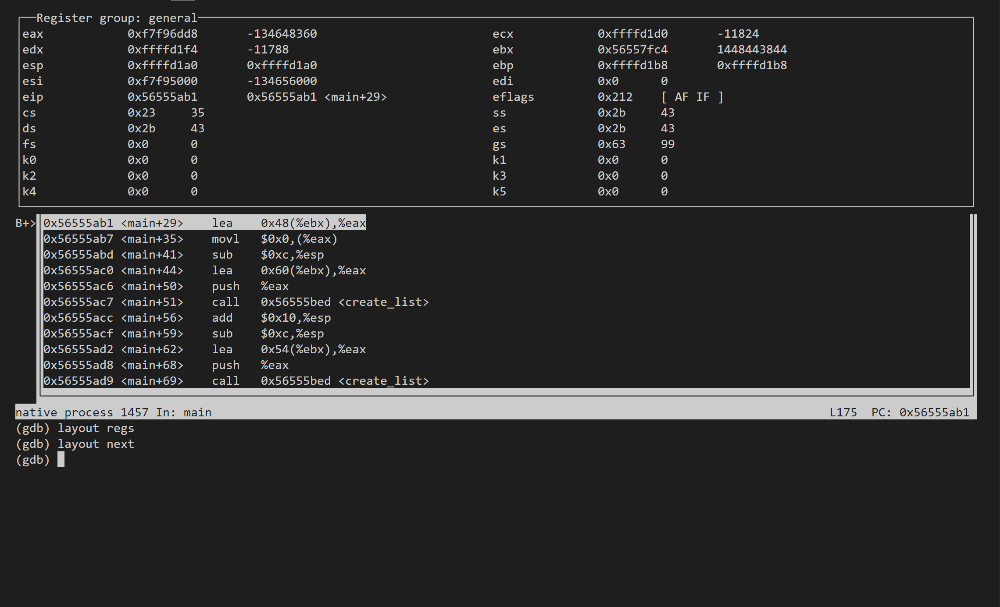 Register group: general
eax 0xf7f96dd8 -134648360 ecx 0xffffd1d0 -11824
edx 0xffffd1f4 -11788 ebx 0x56557fc4 1448443844
esp 0xffffd1a0 0xffffd1a0 ebp 0xffffd1b8 0xffffd1b8
esi 0xf7f95000 -134656000 edi 0x0 0
eip 0x56555ab1 0x56555ab1 <main+29> eflags 0x212 [ AF IF ]
cs 0x23 35 ss 0x2b 43
ds 0x2b 43 es 0x2b 43
fs 0x0 0 gs 0x63 99
k0 0x0 0 k1 0x0 0
k2 0x0 0 k3 0x0 0
k4 0x0 0 k5 0x0 0
B+> 0x56555ab1 <main+29> lea 0x48(%ebx),%eax
0x56555ab7 <main+35> movl $0x0,(%eax)
0x56555abd <main+41> sub $0xc,%esp
0x56555ac0 <main+44> lea 0x60(%ebx),%eax
0x56555ac6 <main+50> push %eax
0x56555ac7 <main+51> call 0x56555bed <create_list>
0x56555acc <main+56> add $0x10,%esp
0x56555acf <main+59> sub $0xc,%esp
0x56555ad2 <main+62> lea 0x54(%ebx),%eax
0x56555ad8 <main+68> push %eax
0x56555ad9 <main+69> call 0x56555bed <create_list>
native process 1457 In: main L175 PC: 0x56555ab1
(gdb) layout regs
(gdb) layout next
(gdb)